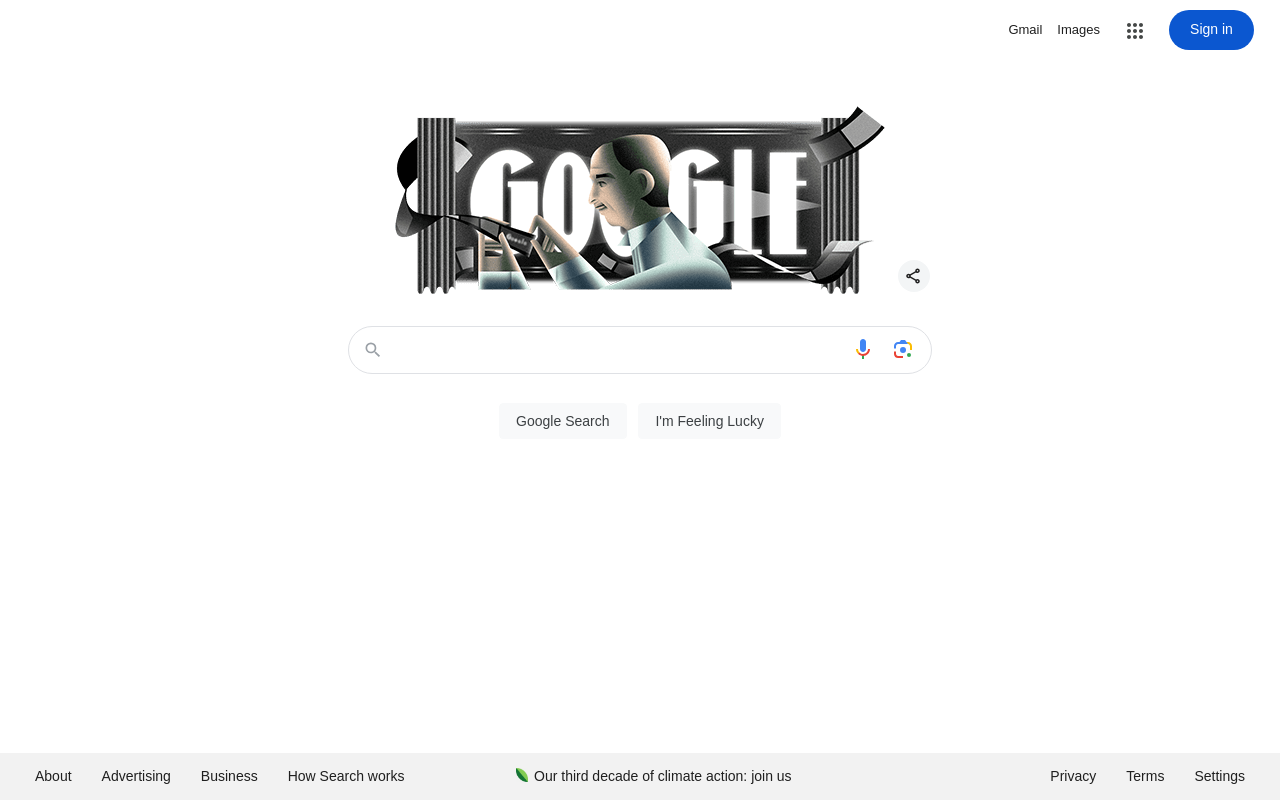 Gmail Images Sign in
GOOGLE
Google Search I'm Feeling Lucky
About Advertising Business How Search works Our third decade of climate action: join us Privacy Terms Settings